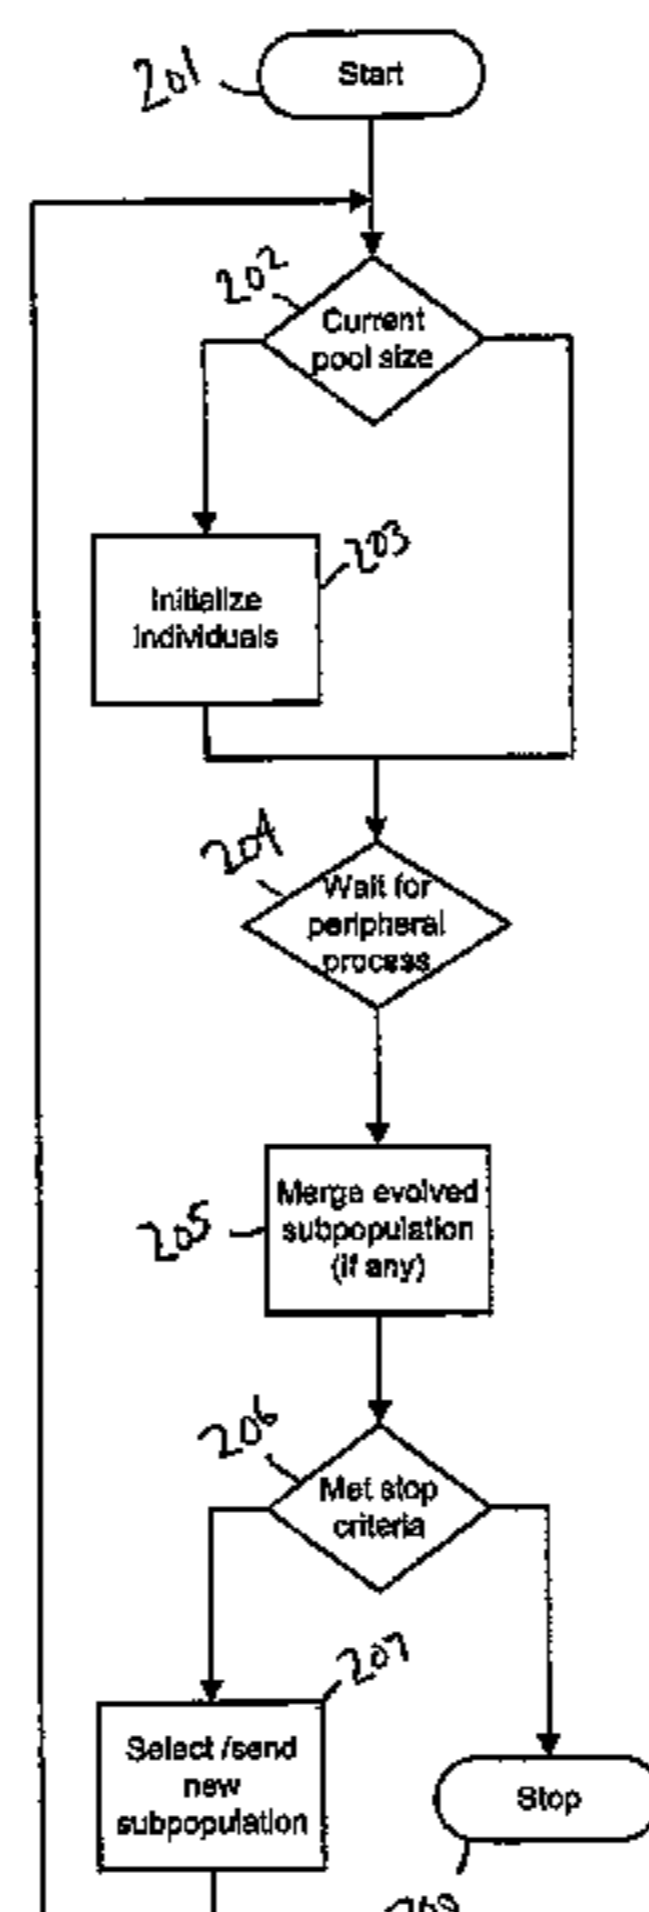 201
Start
202
Current
pool size
203
Initialize
individuals
204
Wait for
peripheral
process
205
Merge evolved
subpopulation
(if any)
206
Met stop
criteria
207
Select /send
new
subpopulation
Stop